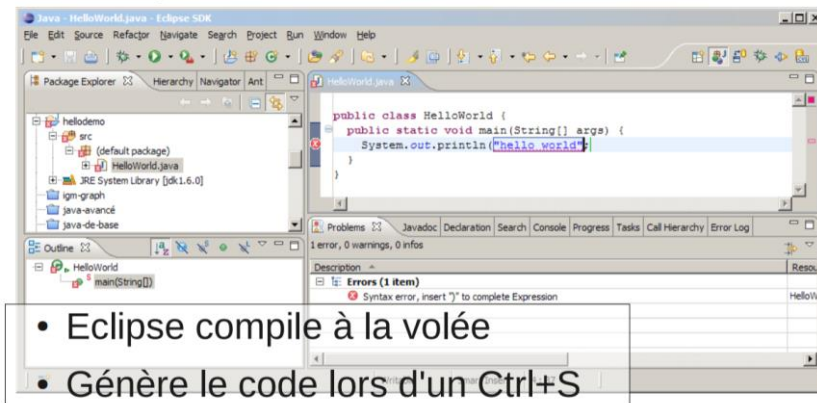 Java - HelloWorld.java - Eclipse SDK
File Edit Source Refactor Navigate Search Project Run Window Help
Package Explorer Hierarchy Navigator Ant
hellodemo
src
(default package)
HelloWorld.java
JRE System Library [jdk1.6.0]
igm-graph
java-avancé
java-de-base
HelloWorld.java
public class HelloWorld {
public static void main(String[] args) {
System.out.println("hello world";
}
}
Outline
HelloWorld
main(String[])
Problems Javadoc Declaration Search Console Progress Tasks Call Hierarchy Error Log
1 error, 0 warnings, 0 infos
Description Resou
Errors (1 item)
Syntax error, insert ")" to complete Expression HelloW
• Eclipse compile à la volée
• Génère le code lors d'un Ctrl+S